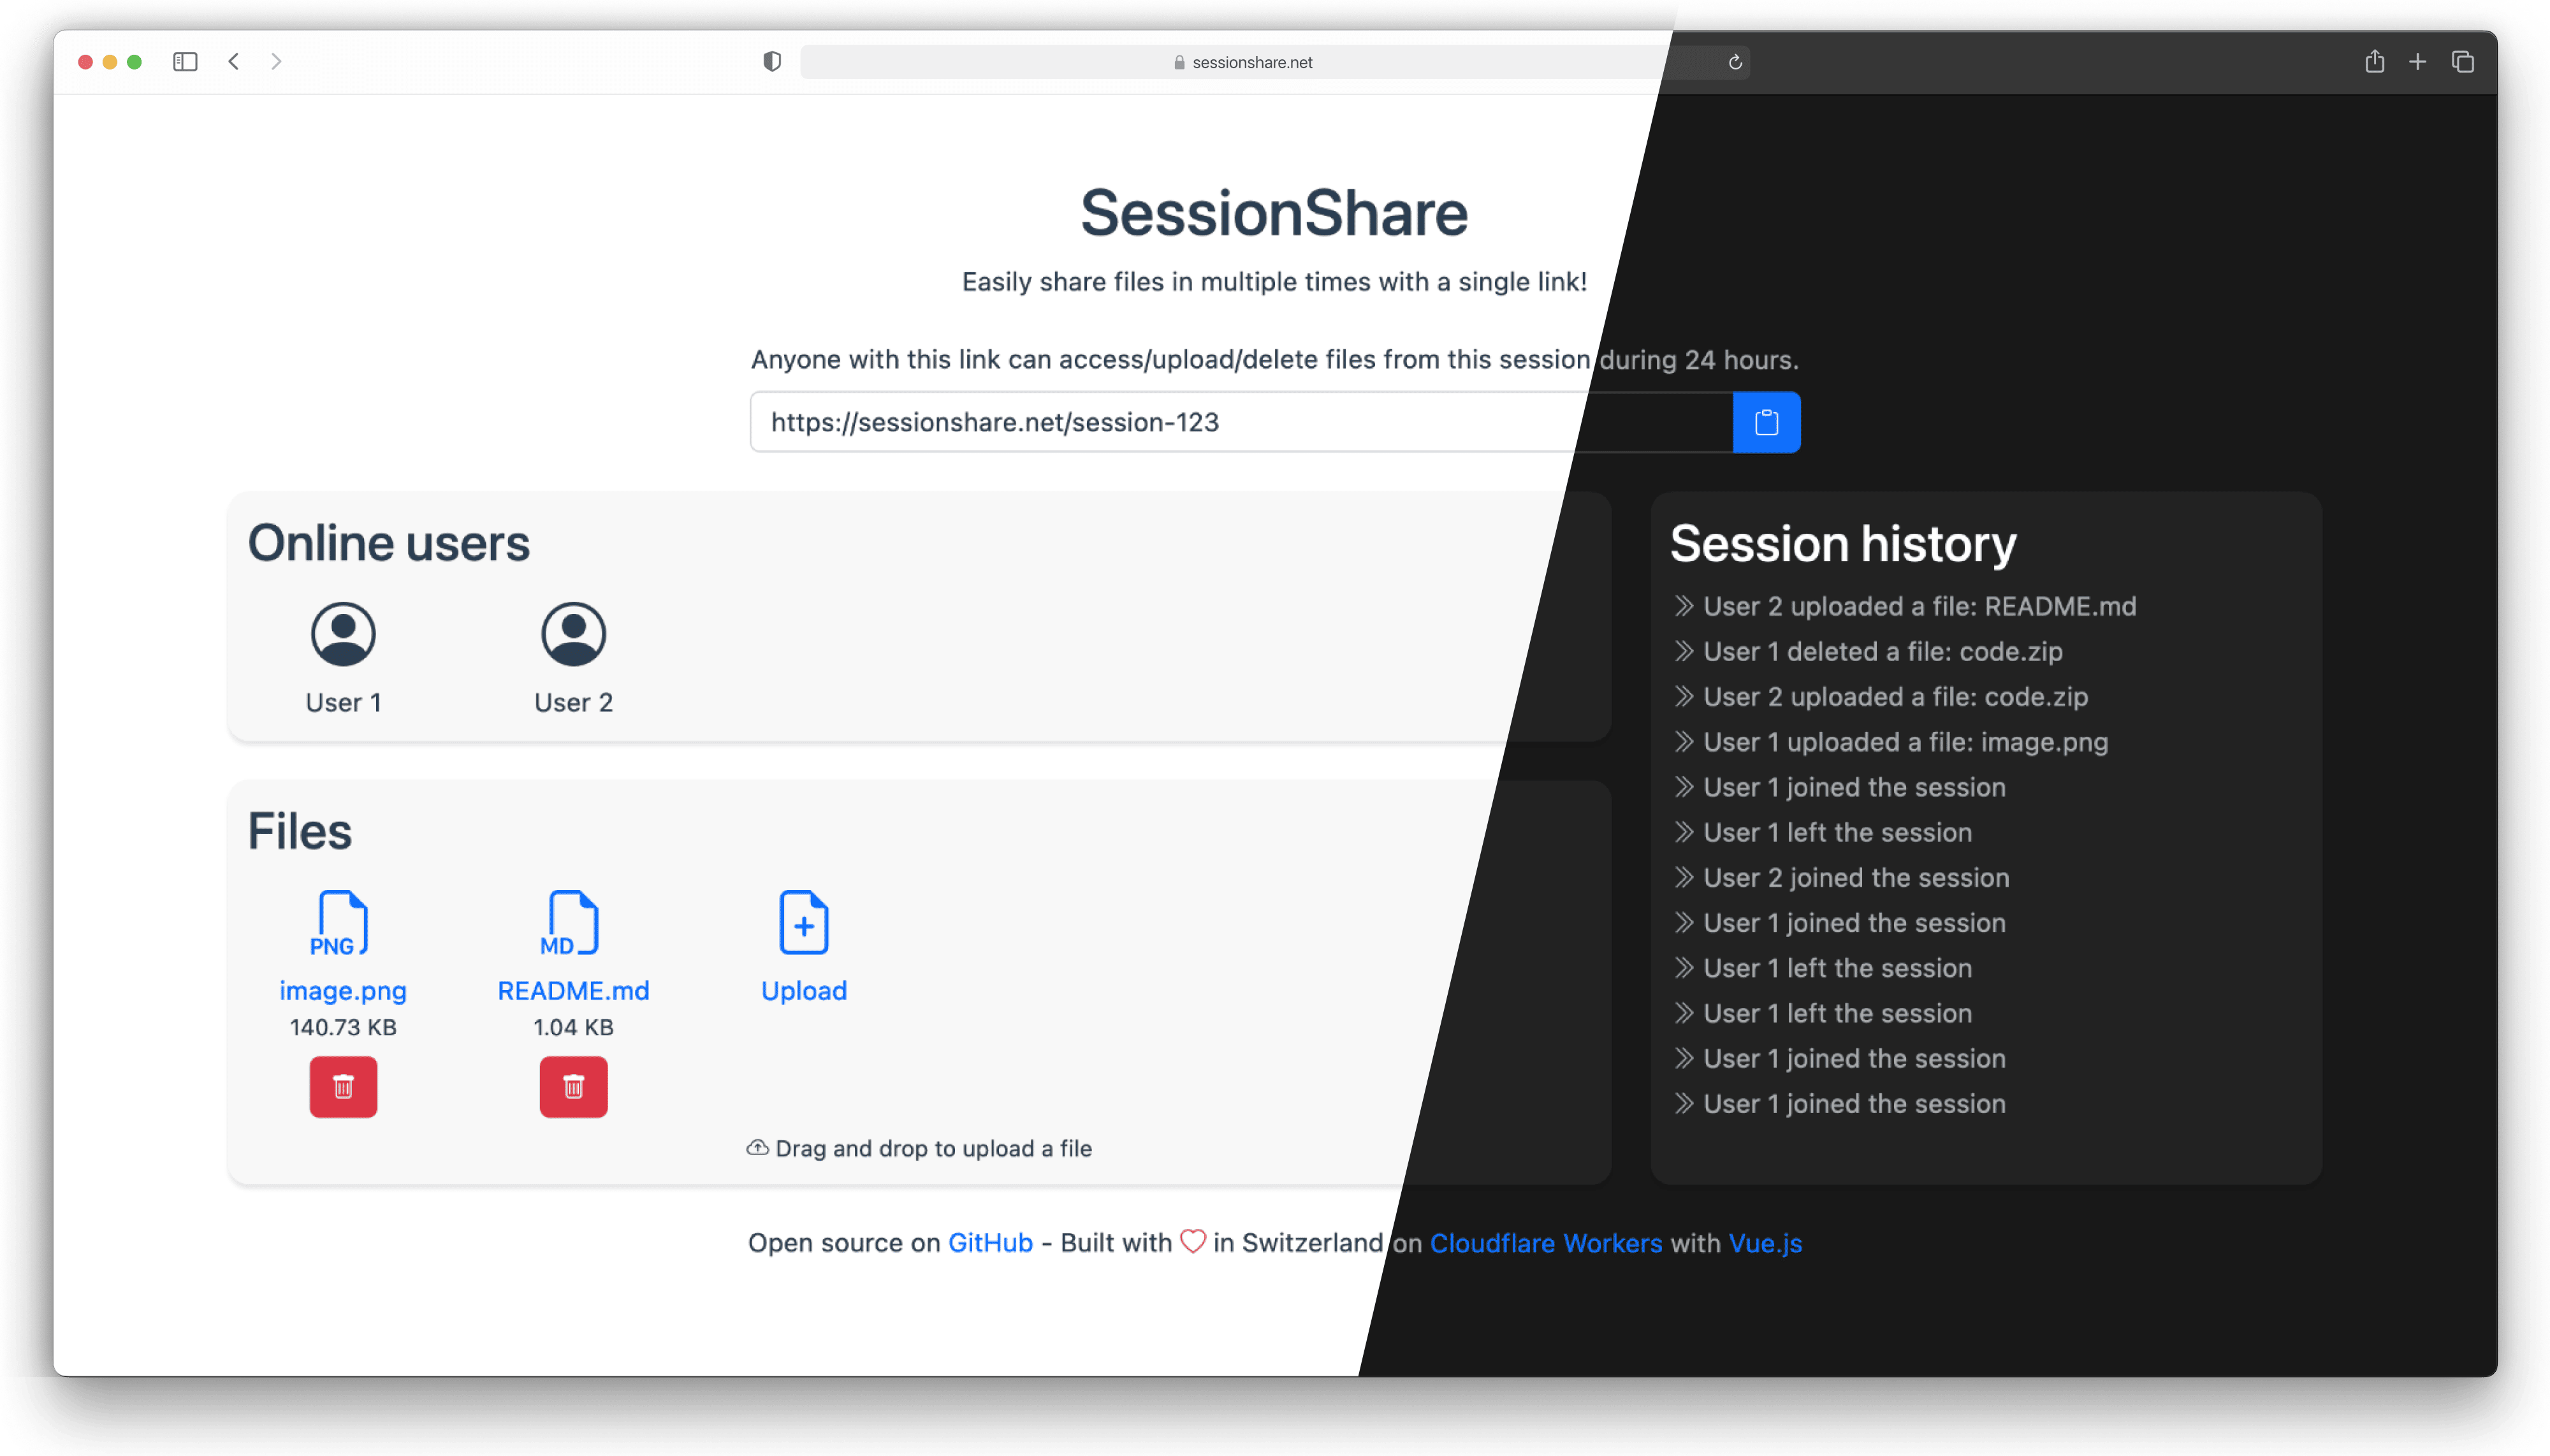 sessionshare.net
SessionShare
Easily share files in multiple times with a single link!
Anyone with this link can access/upload/delete files from this session during 24 hours.
https://sessionshare.net/session-123
Online users
User 1
User 2
Files
PNG
image.png
140.73 KB
MD
README.md
1.04 KB
Upload
Drag and drop to upload a file
Session history
User 2 uploaded a file: README.md
User 1 deleted a file: code.zip
User 2 uploaded a file: code.zip
User 1 uploaded a file: image.png
User 1 joined the session
User 1 left the session
User 2 joined the session
User 1 joined the session
User 1 left the session
User 1 left the session
User 1 joined the session
User 1 joined the session
Open source on GitHub - Built with in Switzerland on Cloudflare Workers with Vue.js